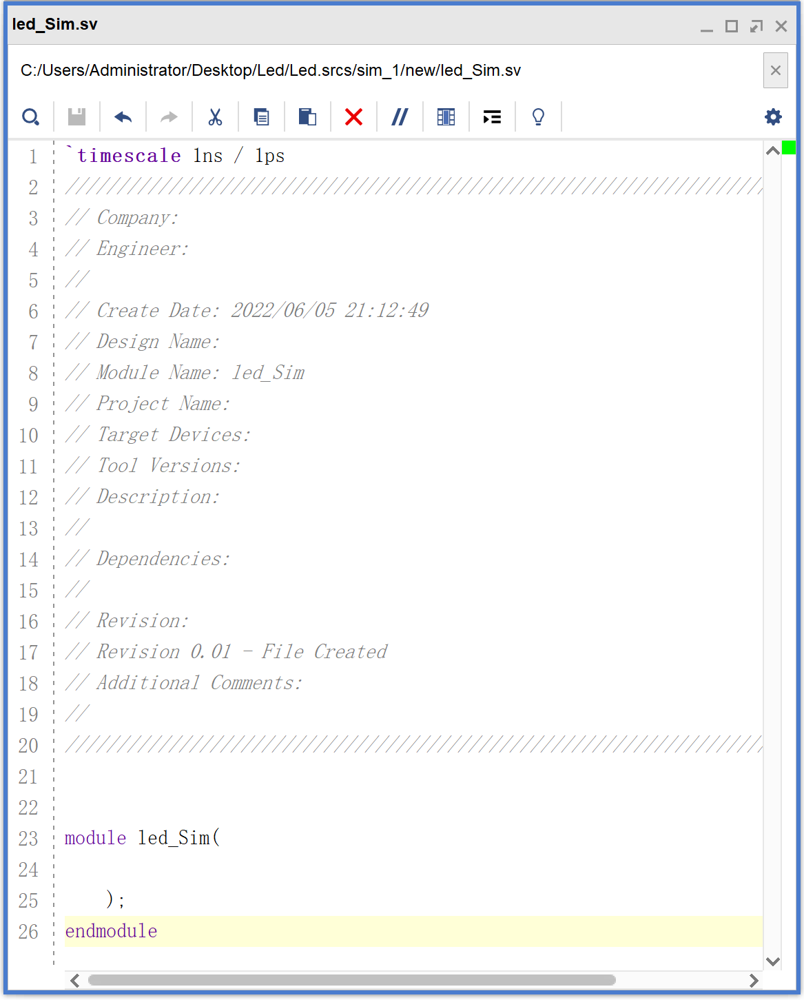 led_Sim.sv
C:/Users/Administrator/Desktop/Led/Led.srcs/sim_1/new/led_Sim.sv
1 `timescale 1ns / 1ps
2 ////////////////////////////////////////////////////////////////////
3 // Company:
4 // Engineer:
5 //
6 // Create Date: 2022/06/05 21:12:49
7 // Design Name:
8 // Module Name: led_Sim
9 // Project Name:
10 // Target Devices:
11 // Tool Versions:
12 // Description:
13 //
14 // Dependencies:
15 //
16 // Revision:
17 // Revision 0.01 - File Created
18 // Additional Comments:
19 //
20 ////////////////////////////////////////////////////////////////////
21
22
23 module led_Sim(
24
25     );
26 endmodule